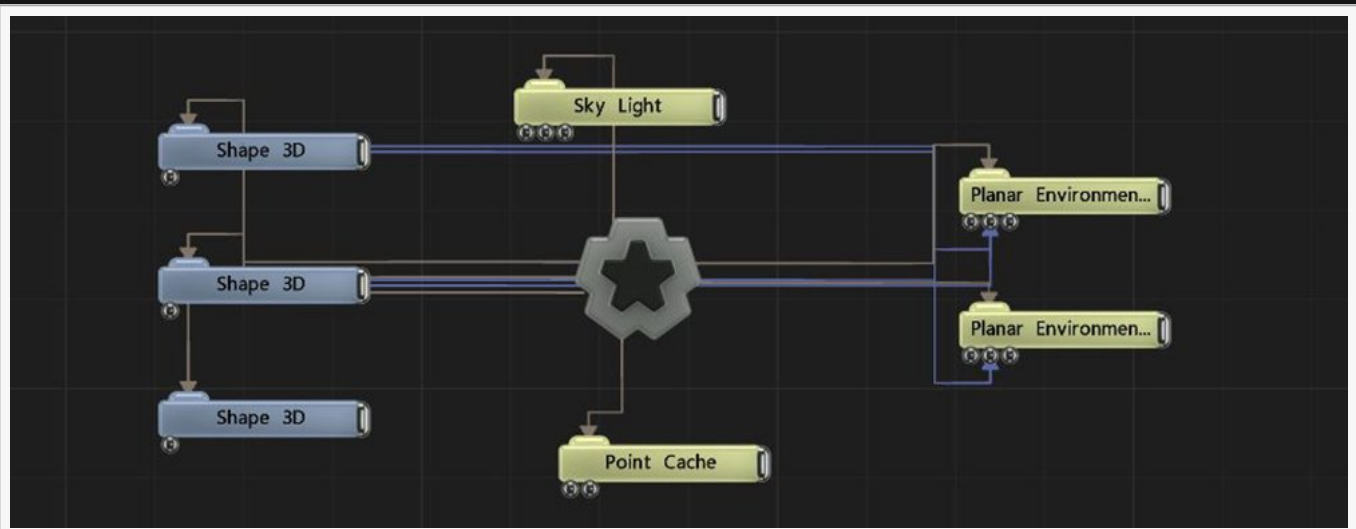 Sky Light
Shape 3D
Planar Environmen...
Shape 3D
Planar Environmen...
Shape 3D
Point Cache